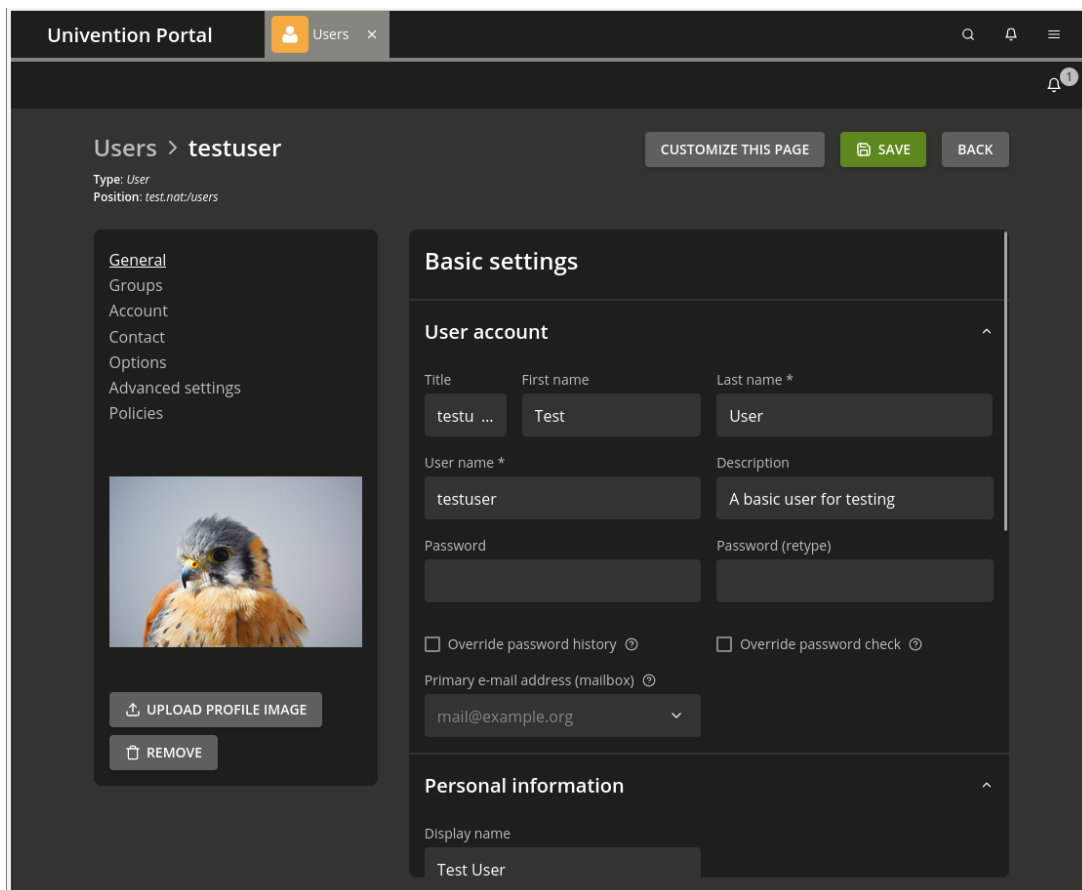 Univention Portal
Users ×
1
Users > testuser
CUSTOMIZE THIS PAGE
SAVE
BACK
Type: User
Position: test.nat:/users
General
Groups
Account
Contact
Options
Advanced settings
Policies
UPLOAD PROFILE IMAGE
REMOVE
Basic settings
User account
Title First name Last name *
testu ... Test User
User name * Description
testuser A basic user for testing
Password Password (retype)
Override password history Override password check
Primary e-mail address (mailbox)
mail@example.org
Personal information
Display name
Test User